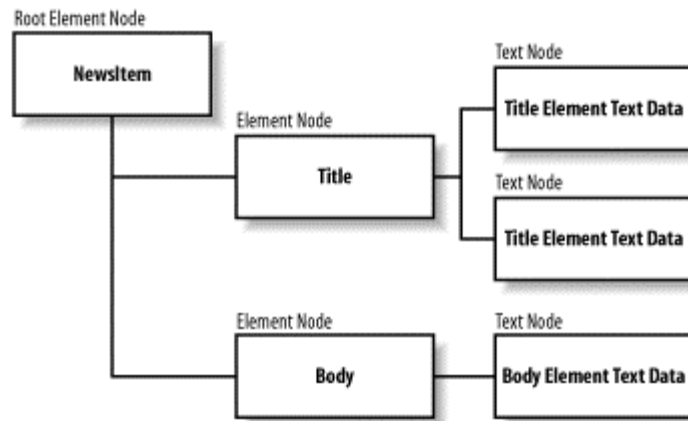 Root Element Node
NewsItem
Text Node
Title Element Text Data
Element Node
Title
Text Node
Title Element Text Data
Element Node
Body
Text Node
Body Element Text Data